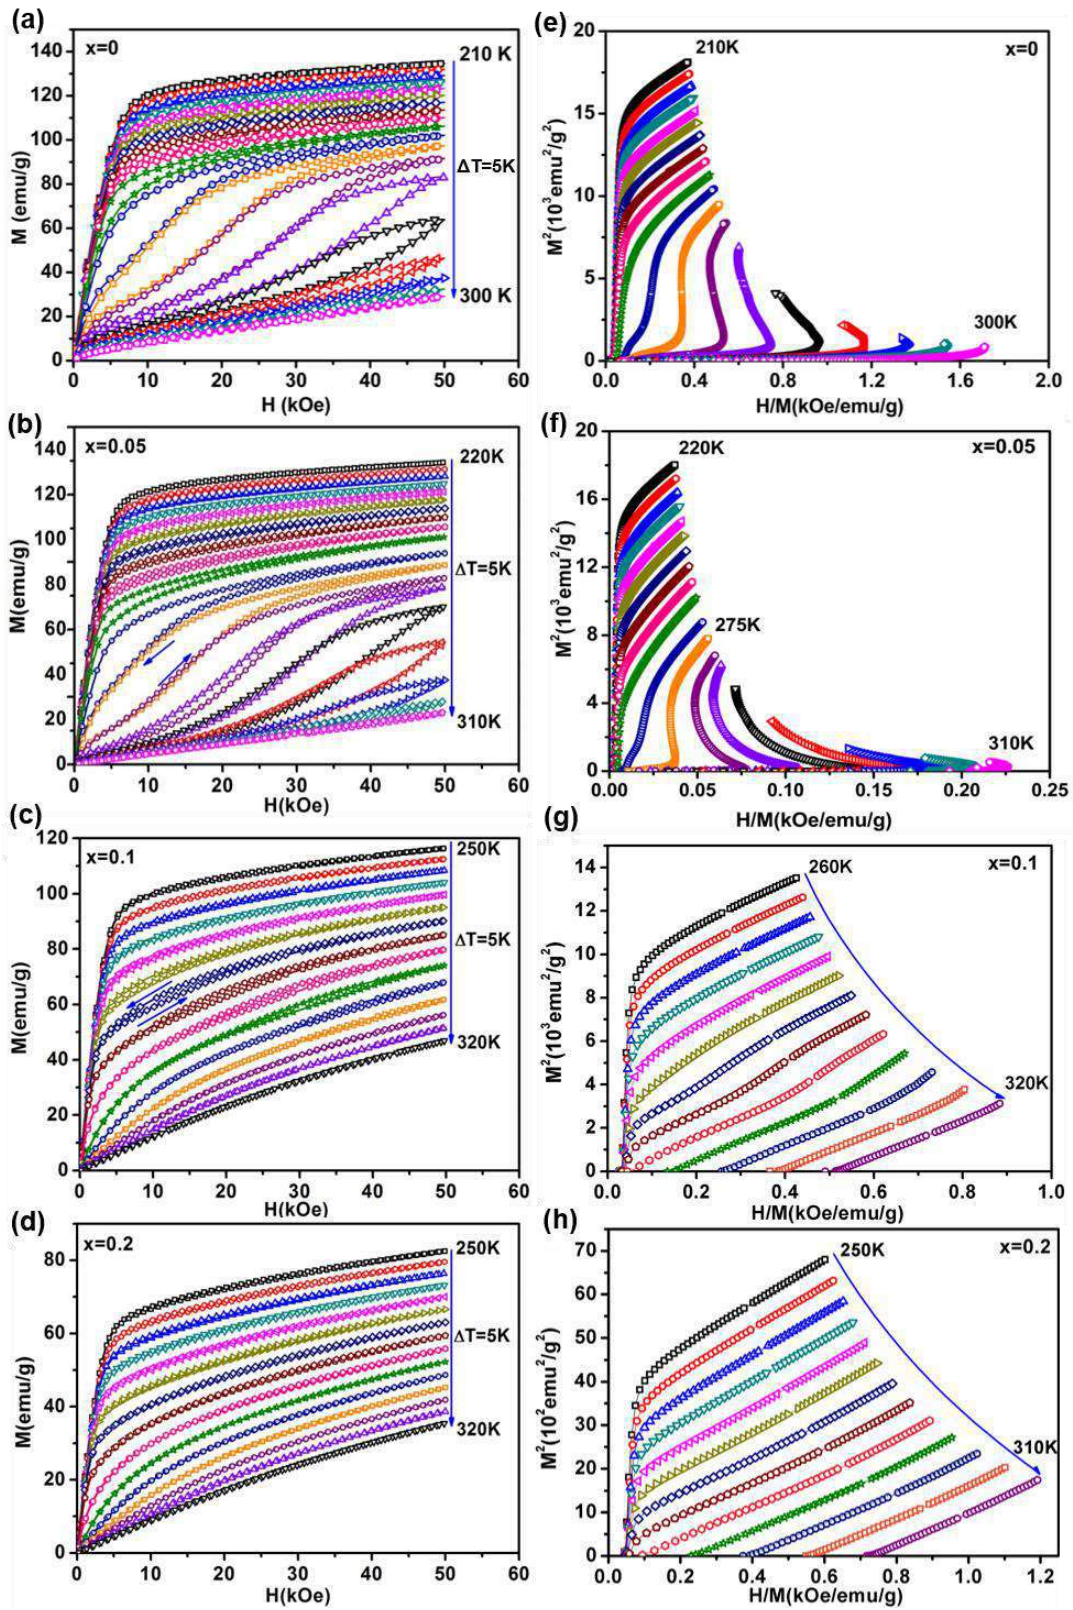 (a)
x=0
210 K
ΔT=5K
300 K
M (emu/g)
140
120
100
80
60
40
20
0
0 10 20 30 40 50 60
H (kOe)
(e)
210K
x=0
300K
M²(10³emu²/g²)
20
15
10
5
0
0.0 0.4 0.8 1.2 1.6 2.0
H/M(kOe/emu/g)
(b)
x=0.05
220K
ΔT=5K
310K
M(emu/g)
140
120
100
80
60
40
20
0
0 10 20 30 40 50 60
H(kOe)
(f)
220K
x=0.05
275K
310K
M²(10³emu²/g²)
20
16
12
8
4
0
0.00 0.05 0.10 0.15 0.20 0.25
H/M(kOe/emu/g)
(c)
x=0.1
250K
ΔT=5K
320K
M(emu/g)
120
100
80
60
40
20
0
0 10 20 30 40 50 60
H(kOe)
(g)
x=0.1
260K
320K
M²(10³emu²/g²)
14
12
10
8
6
4
2
0
0.0 0.2 0.4 0.6 0.8 1.0
H/M(kOe/emu/g)
(d)
x=0.2
250K
ΔT=5K
320K
M(emu/g)
80
60
40
20
0
0 10 20 30 40 50 60
H(kOe)
(h)
250K
x=0.2
310K
M²(10²emu²/g²)
70
60
50
40
30
20
10
0
0.0 0.2 0.4 0.6 0.8 1.0 1.2
H/M(kOe/emu/g)